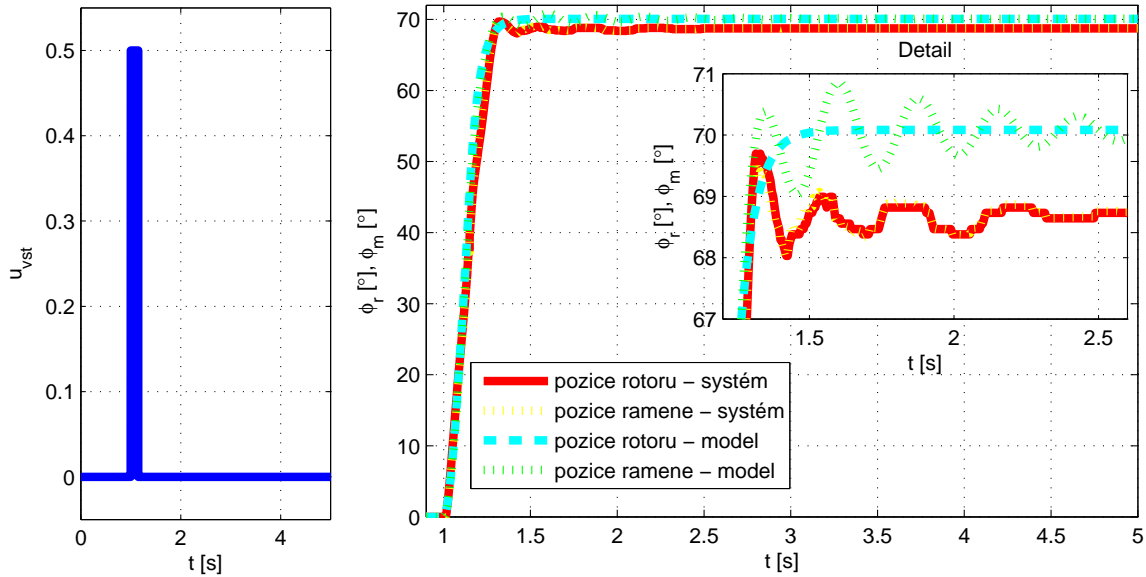 0.5
0.4
0.3
0.2
0.1
0
u_vst
0 2 4
t [s]
70
60
50
40
30
20
10
0
ϕ_r [°], ϕ_m [°]
1 1.5 2 2.5 3 3.5 4 4.5 5
t [s]
Detail
71
70
69
68
67
ϕ_r [°], ϕ_m [°]
1.5 2 2.5
t [s]
pozice rotoru – systém
pozice ramene – systém
pozice rotoru – model
pozice ramene – model